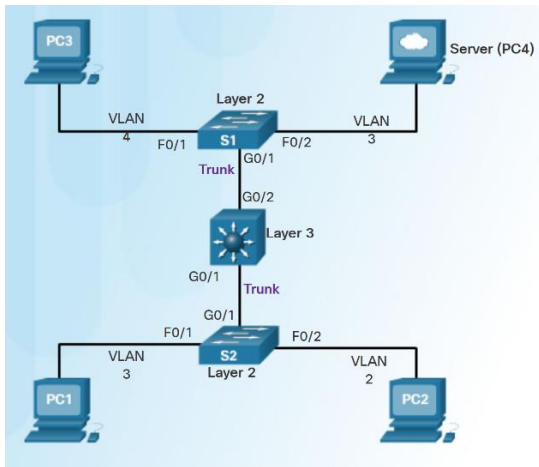 PC3
Server (PC4)
Layer 2
VLAN
4
VLAN
3
F0/1
S1
F0/2
G0/1
Trunk
G0/2
Layer 3
G0/1
Trunk
G0/1
F0/1
F0/2
S2
VLAN
3
Layer 2
VLAN
2
PC1
PC2